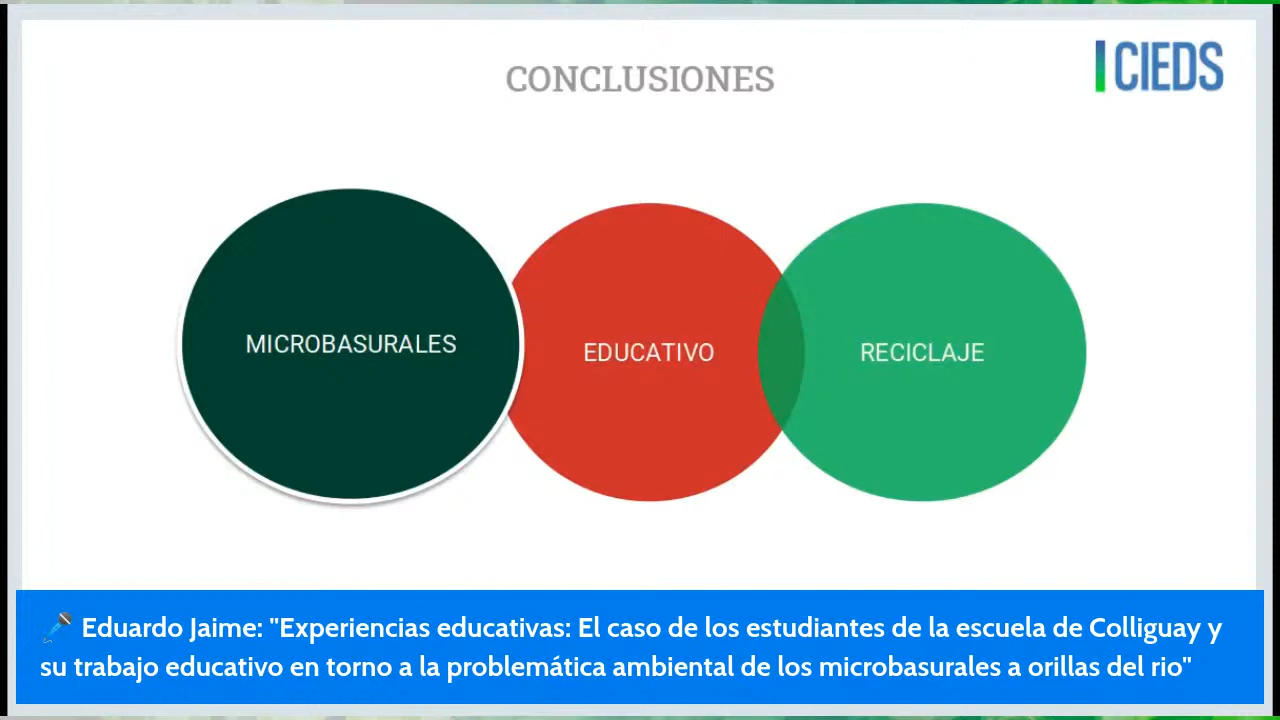 CONCLUSIONES
CIEDS
MICROBASURALES
EDUCATIVO
RECICLAJE
Eduardo Jaime: "Experiencias educativas: El caso de los estudiantes de la escuela de Colliguay y
su trabajo educativo en torno a la problemática ambiental de los microbasurales a orillas del rio"